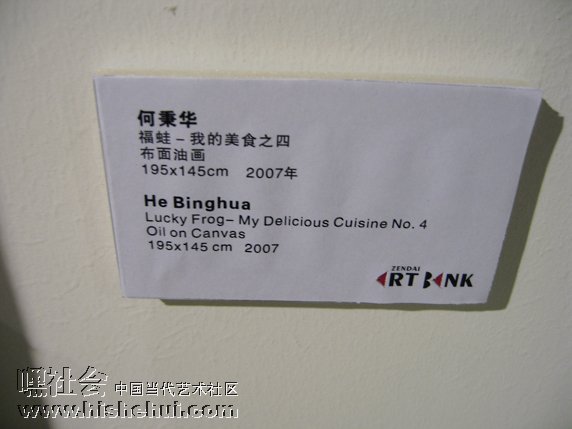 何秉华
福蛙－我的美食之四
布面油画
195x145cm 2007年
He Binghua
Lucky Frog– My Delicious Cuisine No. 4
Oil on Canvas
195x145 cm 2007
ZENDAI
ART BANK
嘿社会 中国当代艺术社区
www.hishehui.com